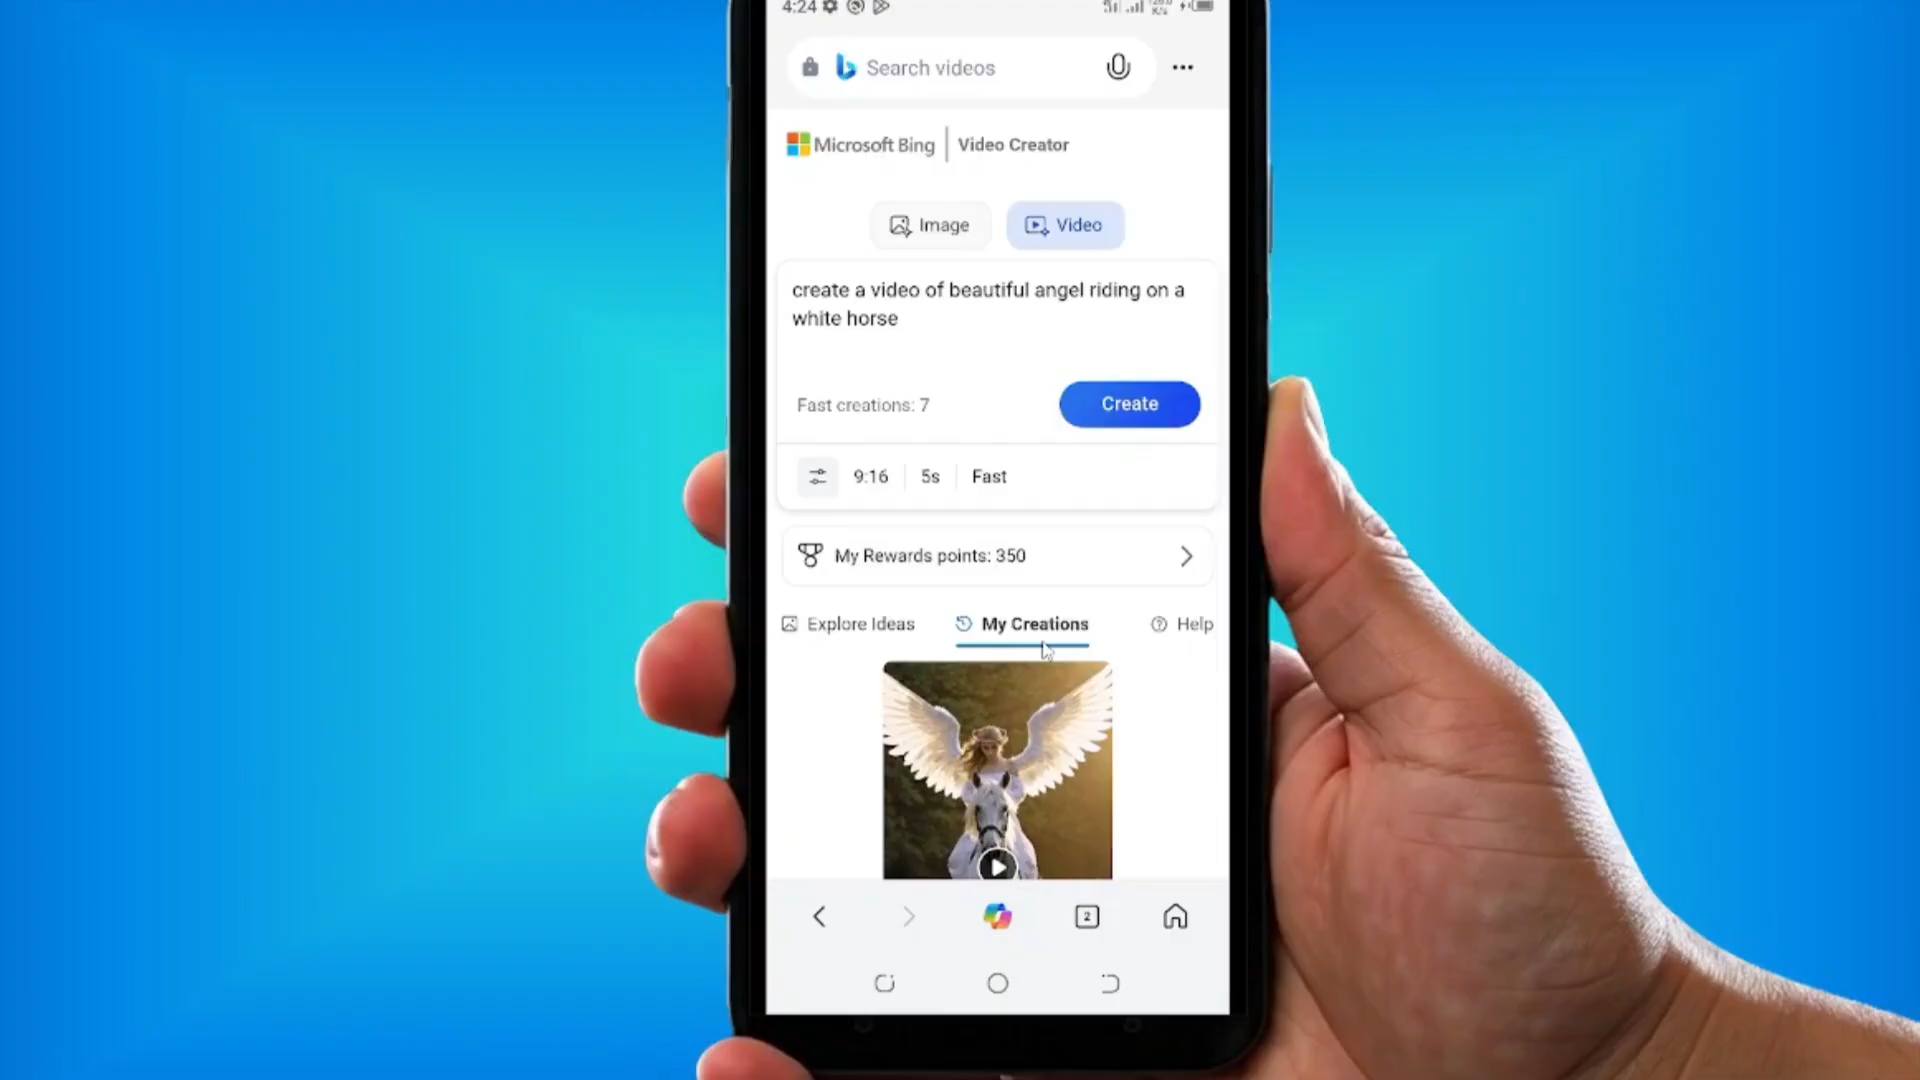 4:24
Search videos
Microsoft Bing | Video Creator
Image
Video
create a video of beautiful angel riding on a
white horse
Fast creations: 7
Create
9:16
5s
Fast
My Rewards points: 350
Explore Ideas
My Creations
Help
2